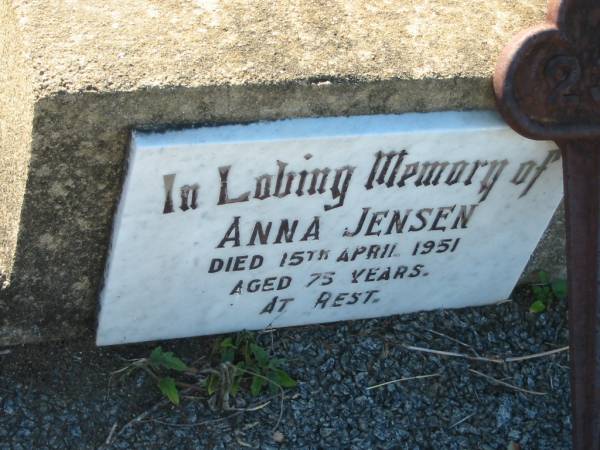 In Loving Memory of
ANNA JENSEN
DIED 15TH APRIL 1951
AGED 75 YEARS.
AT REST.